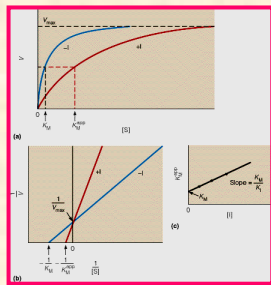 Vmax
–I
+I
V
0
KM
KMapp
[S]
(a)
+I
–I
1
V
1
Vmax
0
– 1
KM
– 1
KMapp
1
[S]
(b)
(c)
KMapp
Slope = KM
KI
KM
0
[I]